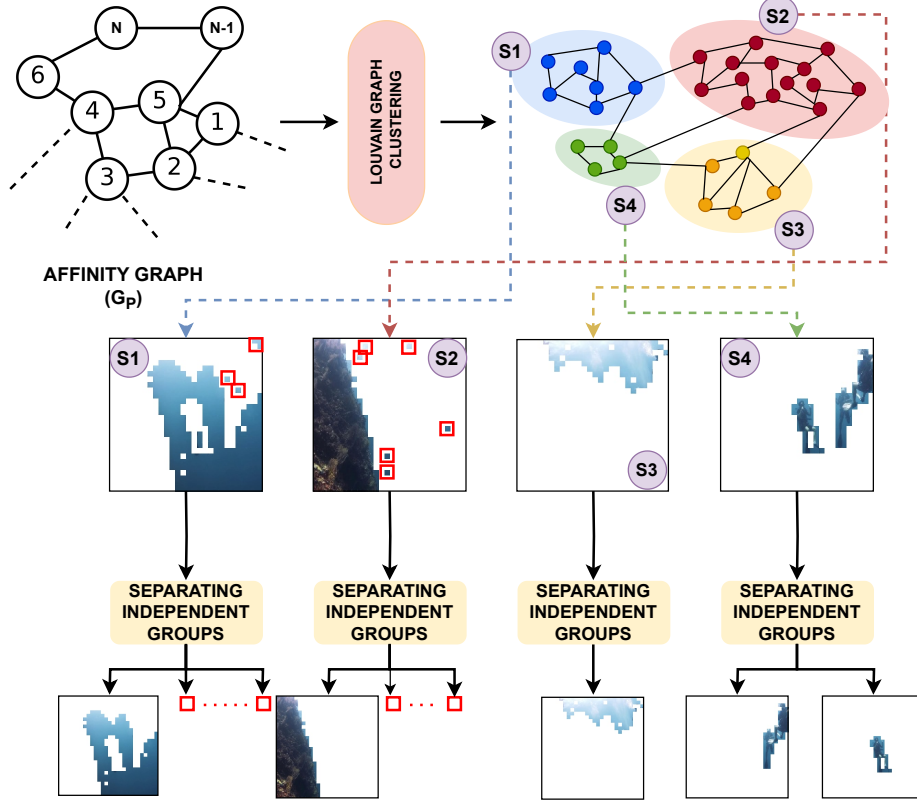 N
N-1
6
4
5
1
3
2
AFFINITY GRAPH
(GP)
LOUVAIN GRAPH
CLUSTERING
S1
S2
S4
S3
S1
S2
S3
S4
SEPARATING
INDEPENDENT
GROUPS
SEPARATING
INDEPENDENT
GROUPS
SEPARATING
INDEPENDENT
GROUPS
SEPARATING
INDEPENDENT
GROUPS